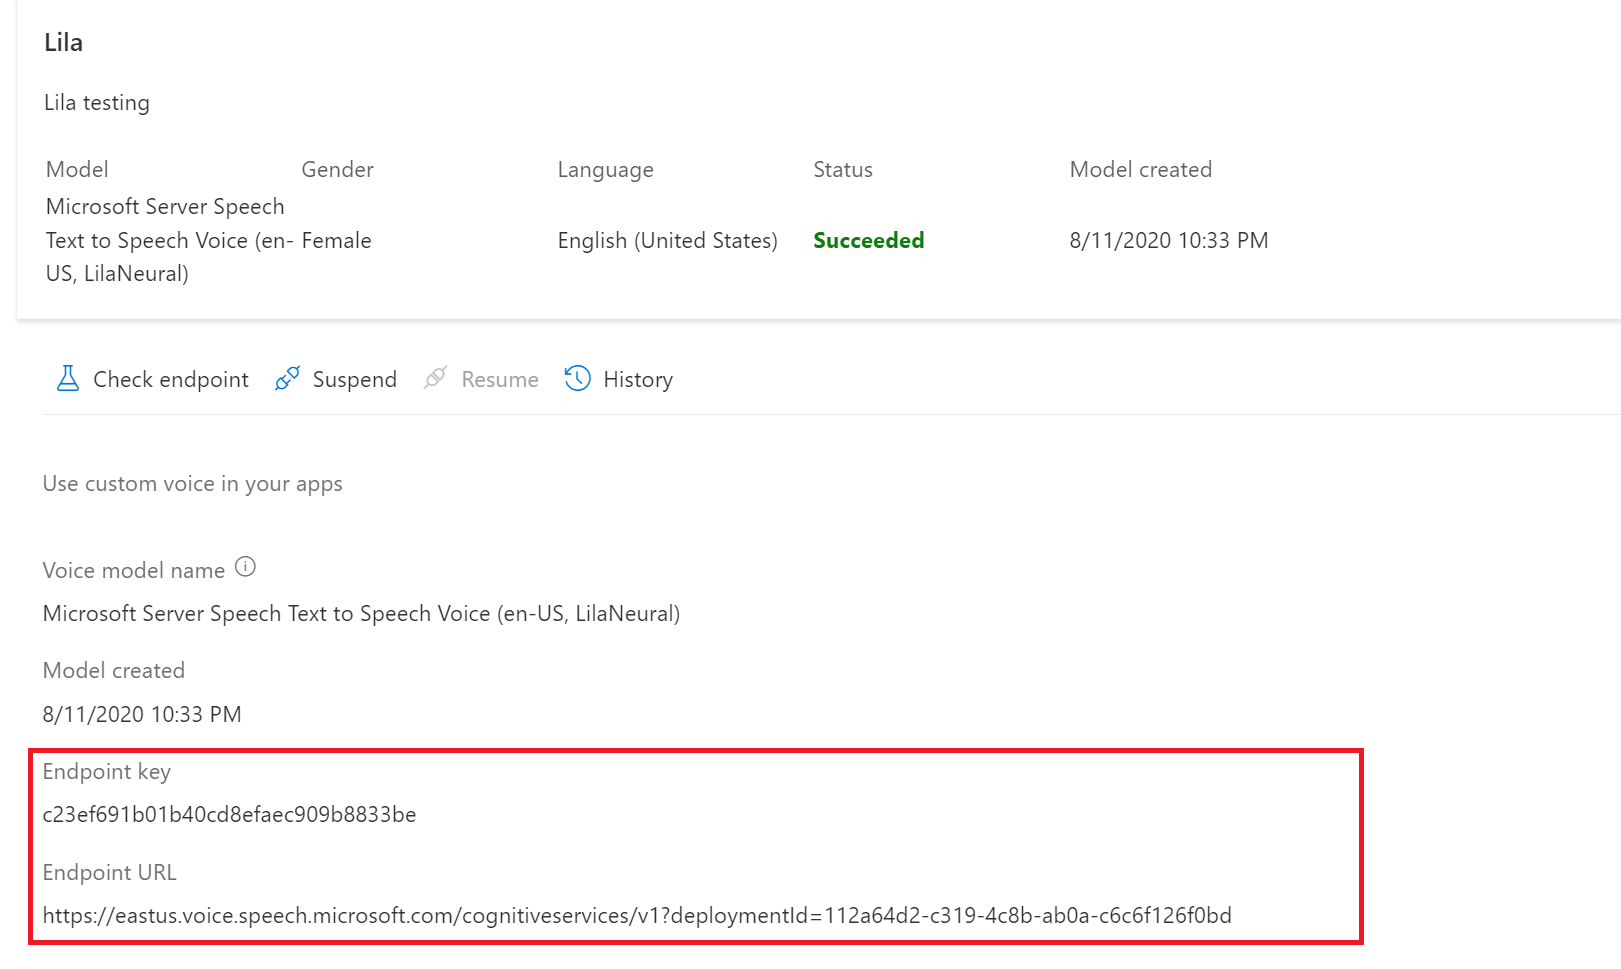 Lila
Lila testing
Model Gender Language Status Model created
Microsoft Server Speech
Text to Speech Voice (en- Female English (United States) Succeeded 8/11/2020 10:33 PM
US, LilaNeural)
Check endpoint Suspend Resume History
Use custom voice in your apps
Voice model name
Microsoft Server Speech Text to Speech Voice (en-US, LilaNeural)
Model created
8/11/2020 10:33 PM
Endpoint key
c23ef691b01b40cd8efaec909b8833be
Endpoint URL
https://eastus.voice.speech.microsoft.com/cognitiveservices/v1?deploymentId=112a64d2-c319-4c8b-ab0a-c6c6f126f0bd